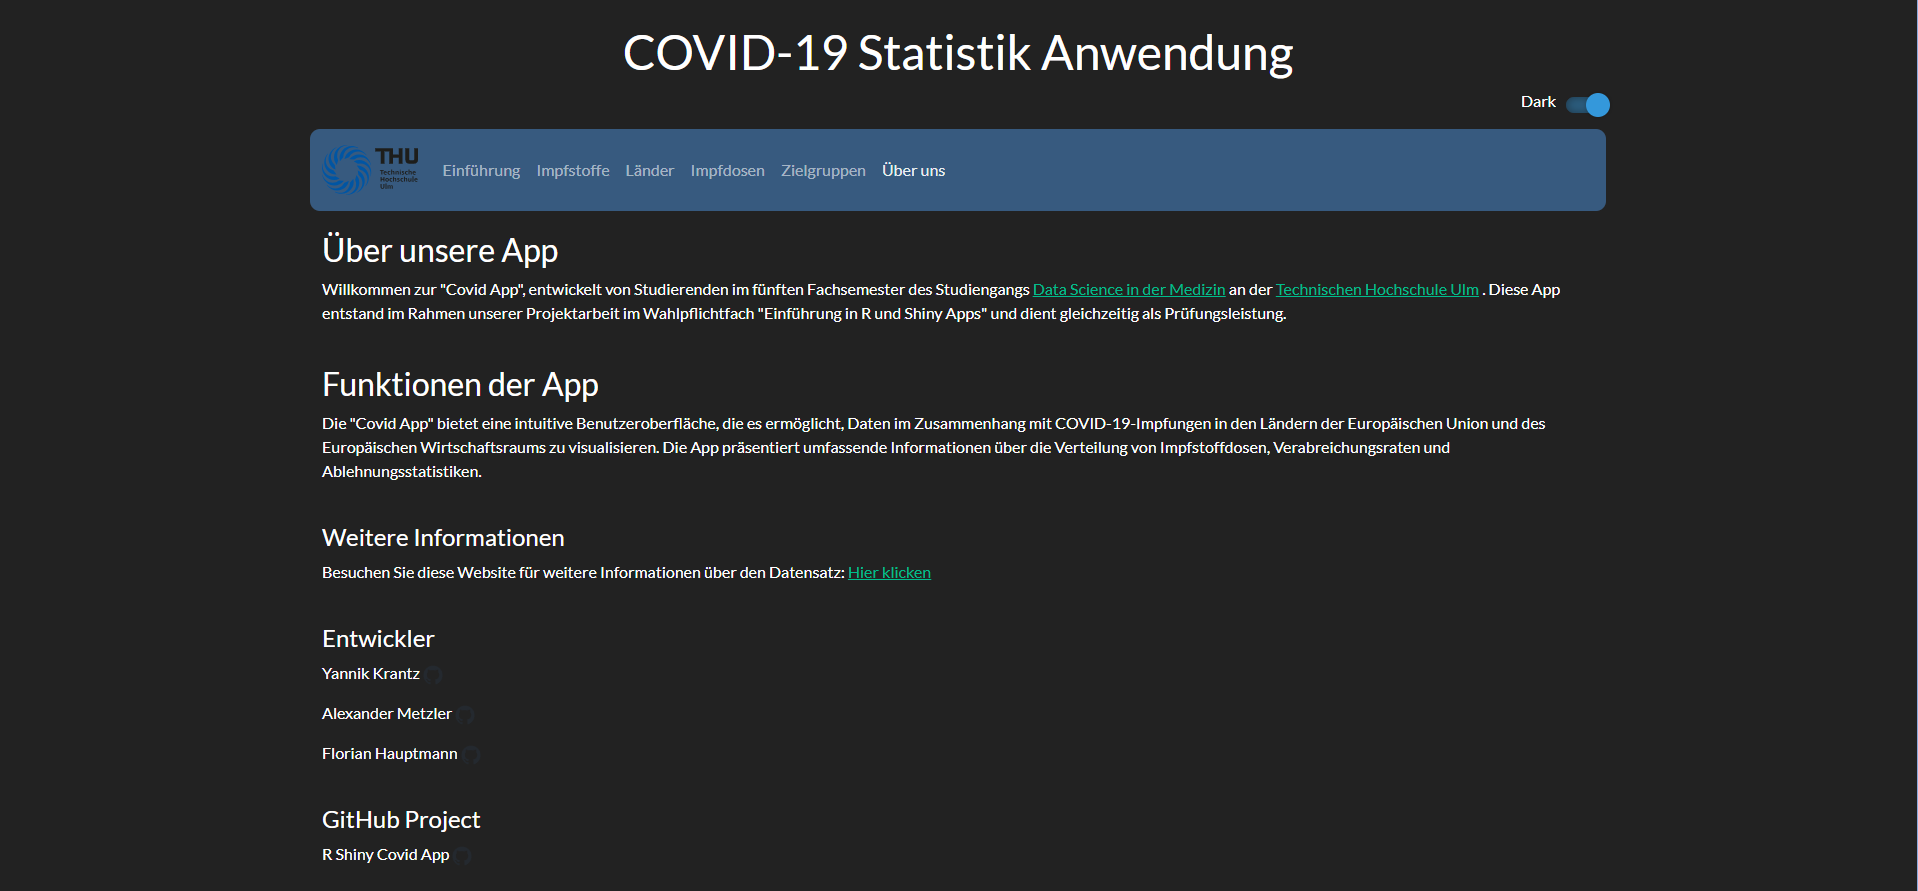 COVID-19 Statistik Anwendung
Dark
THU
Technische
Hochschule
Ulm
Einführung Impfstoffe Länder Impfdosen Zielgruppen Über uns
Über unsere App
Willkommen zur "Covid App", entwickelt von Studierenden im fünften Fachsemester des Studiengangs Data Science in der Medizin an der Technischen Hochschule Ulm . Diese App
entstand im Rahmen unserer Projektarbeit im Wahlpflichtfach "Einführung in R und Shiny Apps" und dient gleichzeitig als Prüfungsleistung.
Funktionen der App
Die "Covid App" bietet eine intuitive Benutzeroberfläche, die es ermöglicht, Daten im Zusammenhang mit COVID-19-Impfungen in den Ländern der Europäischen Union und des
Europäischen Wirtschaftsraums zu visualisieren. Die App präsentiert umfassende Informationen über die Verteilung von Impfstoffdosen, Verabreichungsraten und
Ablehnungsstatistiken.
Weitere Informationen
Besuchen Sie diese Website für weitere Informationen über den Datensatz: Hier klicken
Entwickler
Yannik Krantz
Alexander Metzler
Florian Hauptmann
GitHub Project
R Shiny Covid App